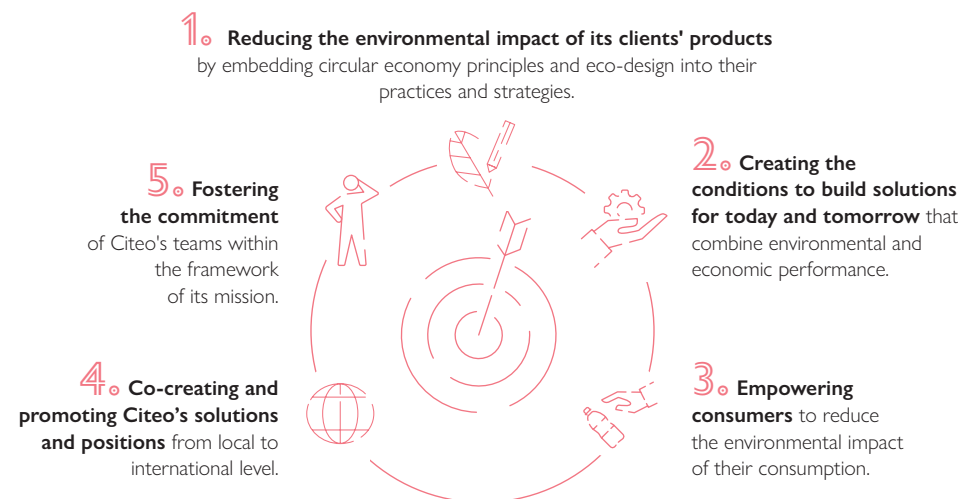 1. Reducing the environmental impact of its clients' products
by embedding circular economy principles and eco-design into their
practices and strategies.
2. Creating the
conditions to build solutions
for today and tomorrow that
combine environmental and
economic performance.
3. Empowering
consumers to reduce
the environmental impact
of their consumption.
4. Co-creating and
promoting Citeo’s solutions
and positions from local to
international level.
5. Fostering
the commitment
of Citeo's teams within
the framework
of its mission.